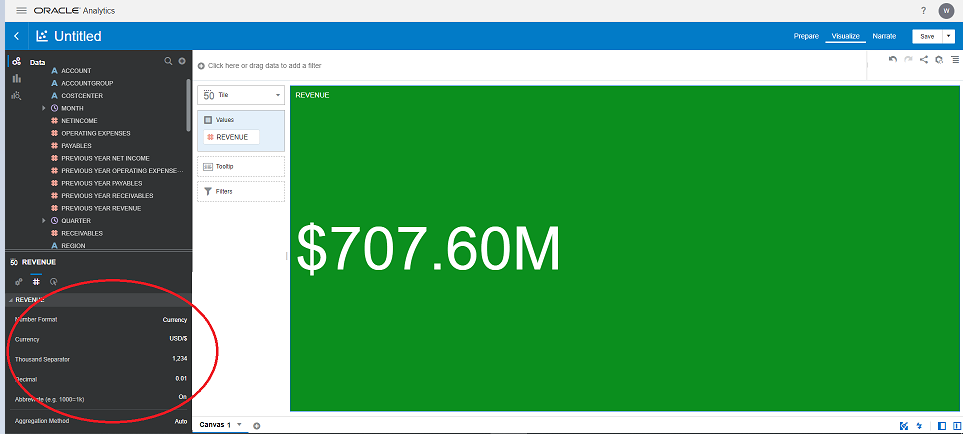 ORACLE Analytics
? W
Untitled
Prepare Visualize Narrate Save
Data
ACCOUNT
ACCOUNTGROUP
COSTCENTER
MONTH
NETINCOME
OPERATING EXPENSES
PAYABLES
PREVIOUS YEAR NET INCOME
PREVIOUS YEAR OPERATING EXPENSE...
PREVIOUS YEAR PAYABLES
PREVIOUS YEAR RECEIVABLES
PREVIOUS YEAR REVENUE
QUARTER
RECEIVABLES
REGION
50 REVENUE
REVENUE
Number Format Currency
Currency USD/$
Thousand Separator 1,234
Decimal 0.01
Abbreviate (e.g. 1000=1k) On
Aggregation Method Auto
Click here or drag data to add a filter
50 Tile
Values
REVENUE
Tooltip
Filters
REVENUE
$707.60M
Canvas 1